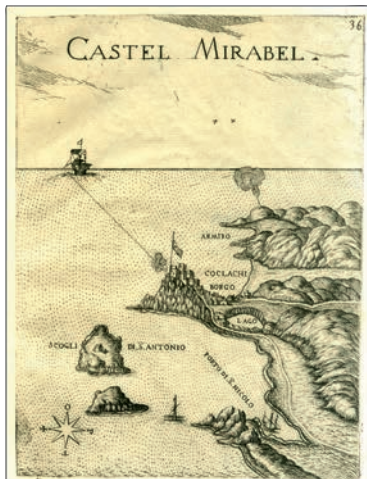 36
CASTEL MIRABEL.
ARMIRO
COCLACHI
BORGO
LAGO
SCOGLI DI S. ANTONIO
PORTO DI S. NICOLO